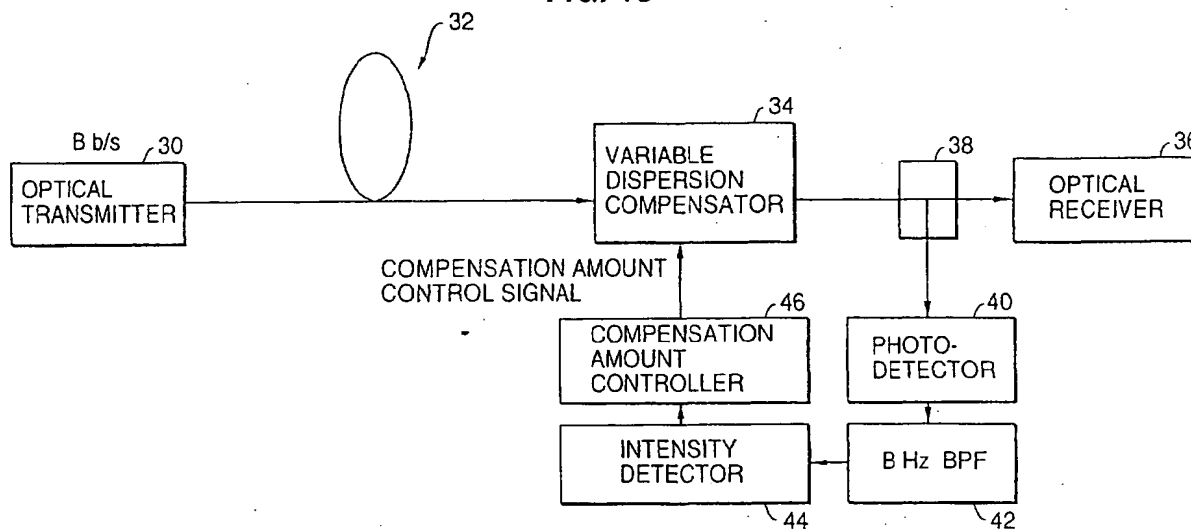 32
B b/s
30
OPTICAL
TRANSMITTER
34
VARIABLE
DISPERSION
COMPENSATOR
38
36
OPTICAL
RECEIVER
COMPENSATION AMOUNT
CONTROL SIGNAL
46
COMPENSATION
AMOUNT
CONTROLLER
40
PHOTO-
DETECTOR
INTENSITY
DETECTOR
44
B Hz BPF
42